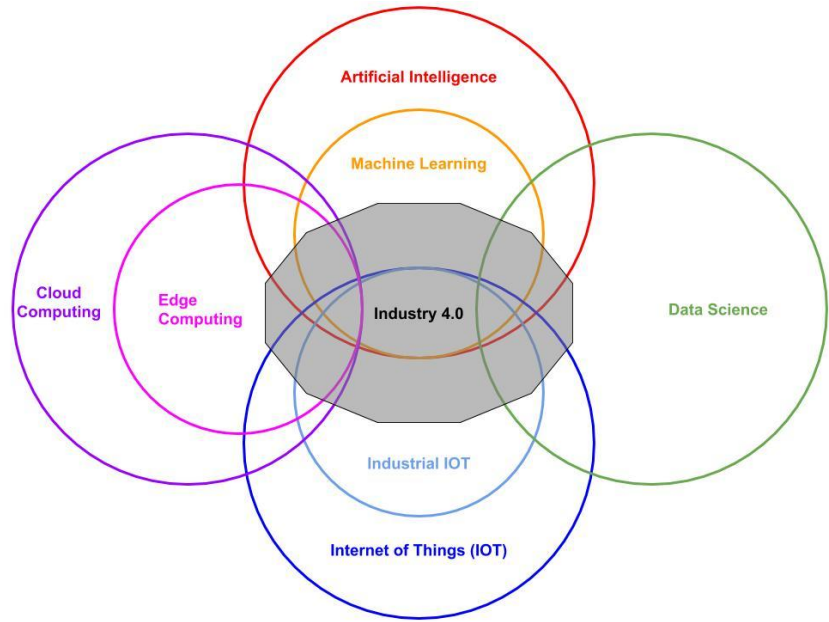 Artificial Intelligence
Machine Learning
Cloud
Computing
Edge
Computing
Industry 4.0
Data Science
Industrial IOT
Internet of Things (IOT)